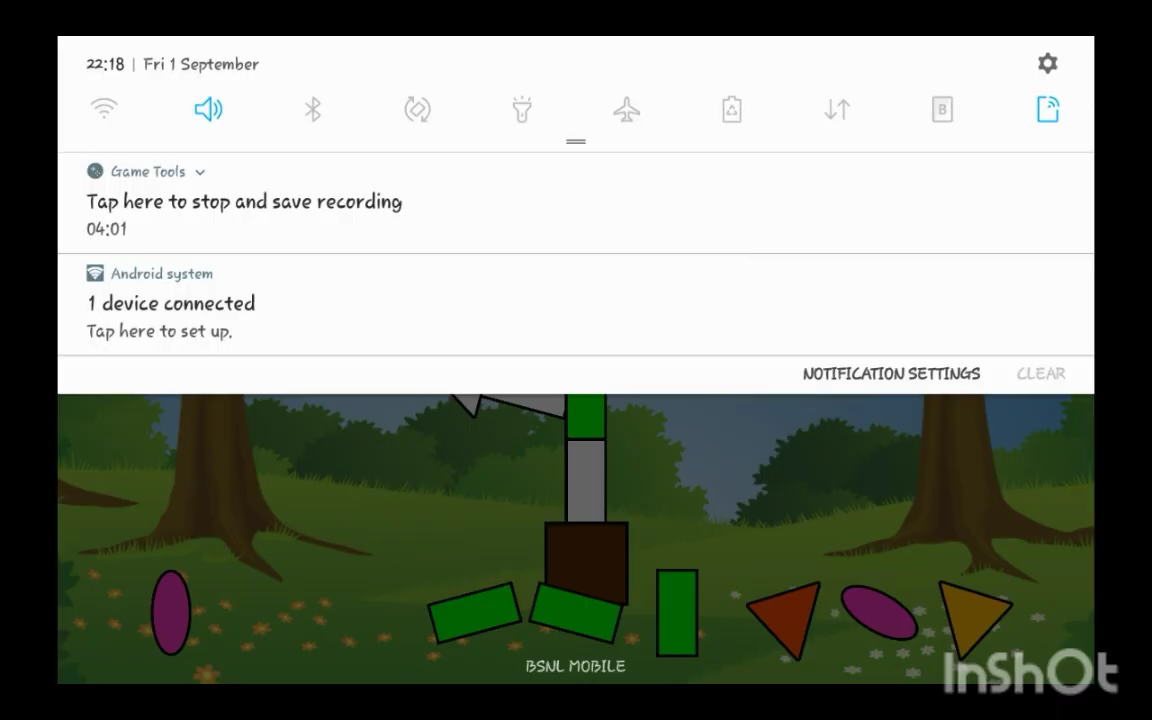 22:18 | Fri 1 September
B
Game Tools
Tap here to stop and save recording
04:01
Android system
1 device connected
Tap here to set up.
NOTIFICATION SETTINGS CLEAR
BSNL MOBILE
InShOt